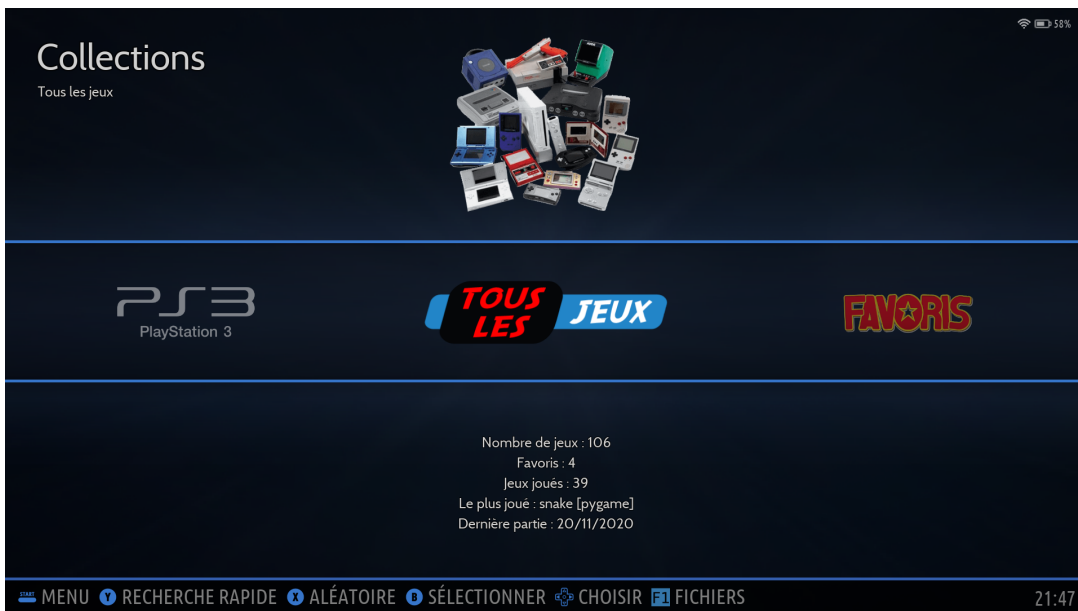 58%
Collections
Tous les jeux
PS3
PlayStation 3
TOUS
LES
JEUX
FAVORIS
Nombre de jeux : 106
Favoris : 4
Jeux joués : 39
Le plus joué : snake [pygame]
Dernière partie : 20/11/2020
START MENU Y RECHERCHE RAPIDE X ALÉATOIRE B SÉLECTIONNER CHOISIR F1 FICHIERS
21:47